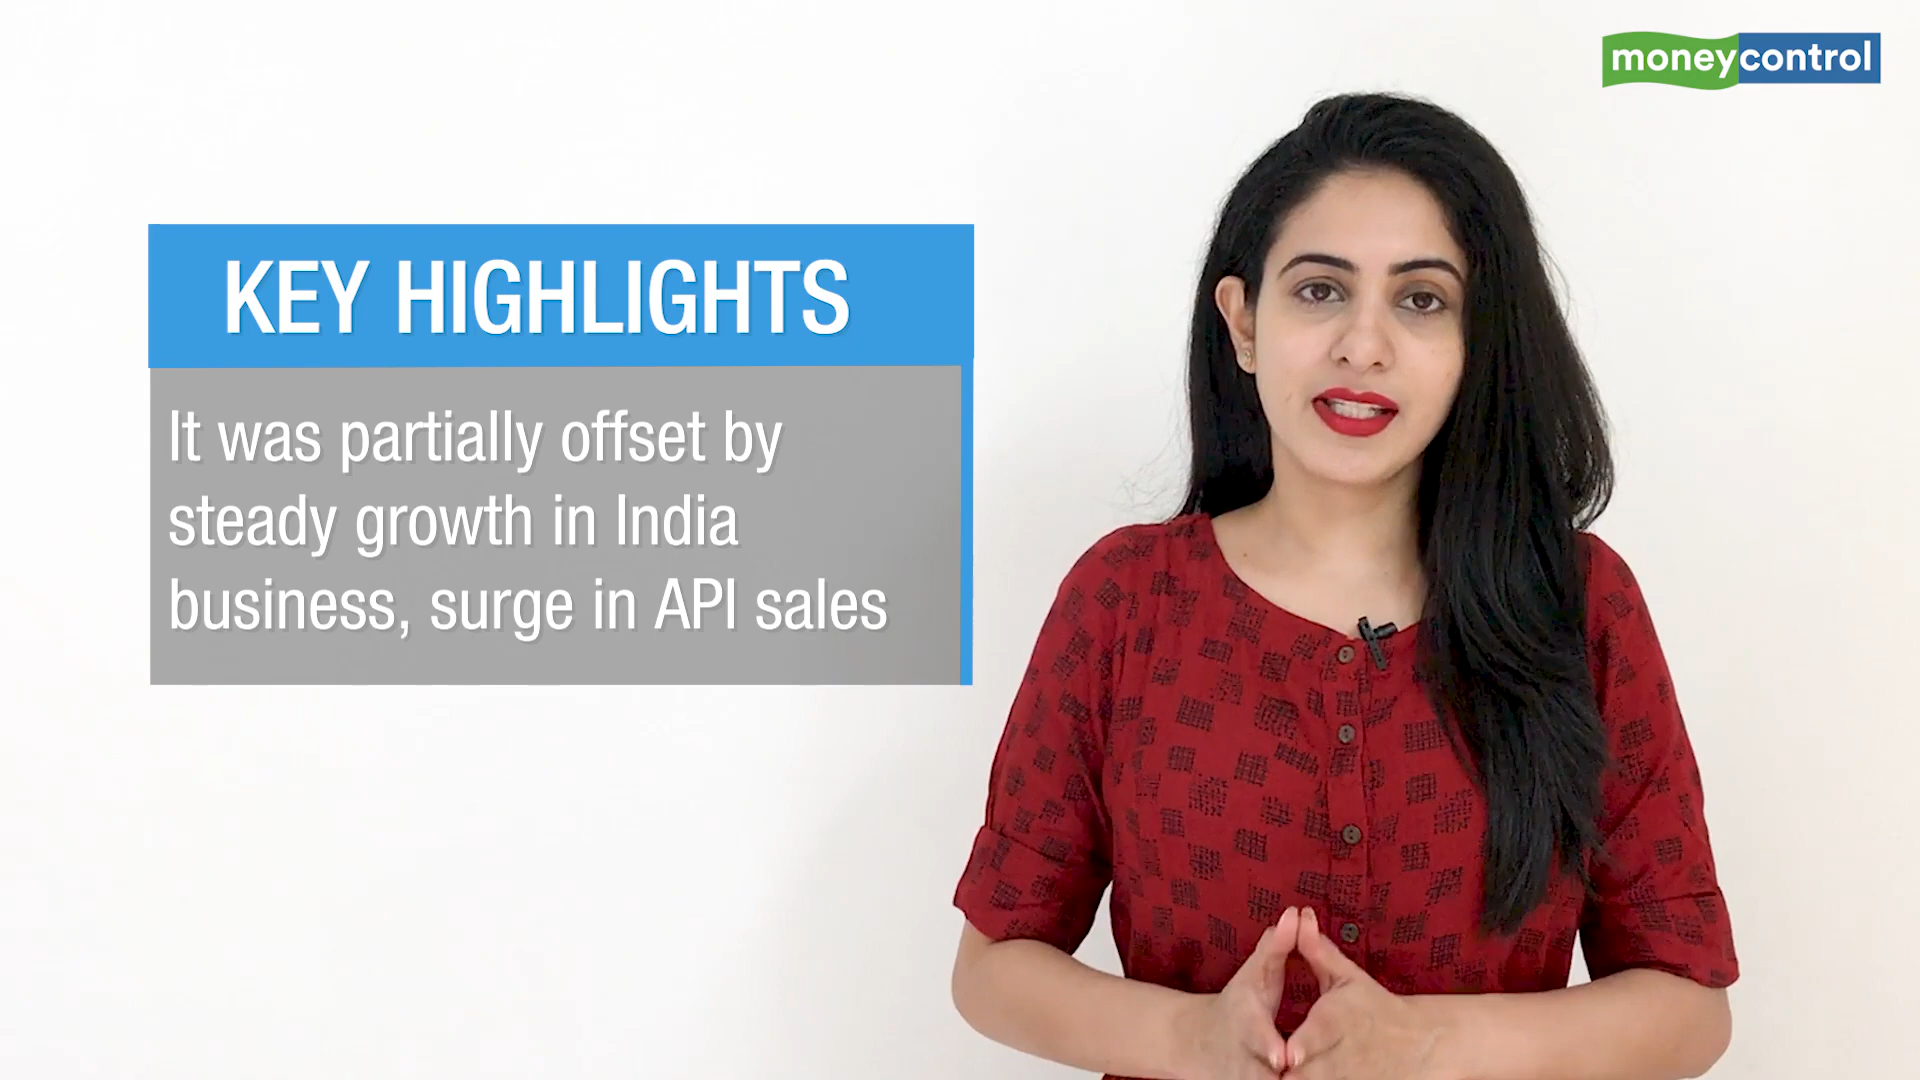 moneycontrol
KEY HIGHLIGHTS
It was partially offset by
steady growth in India
business, surge in API sales